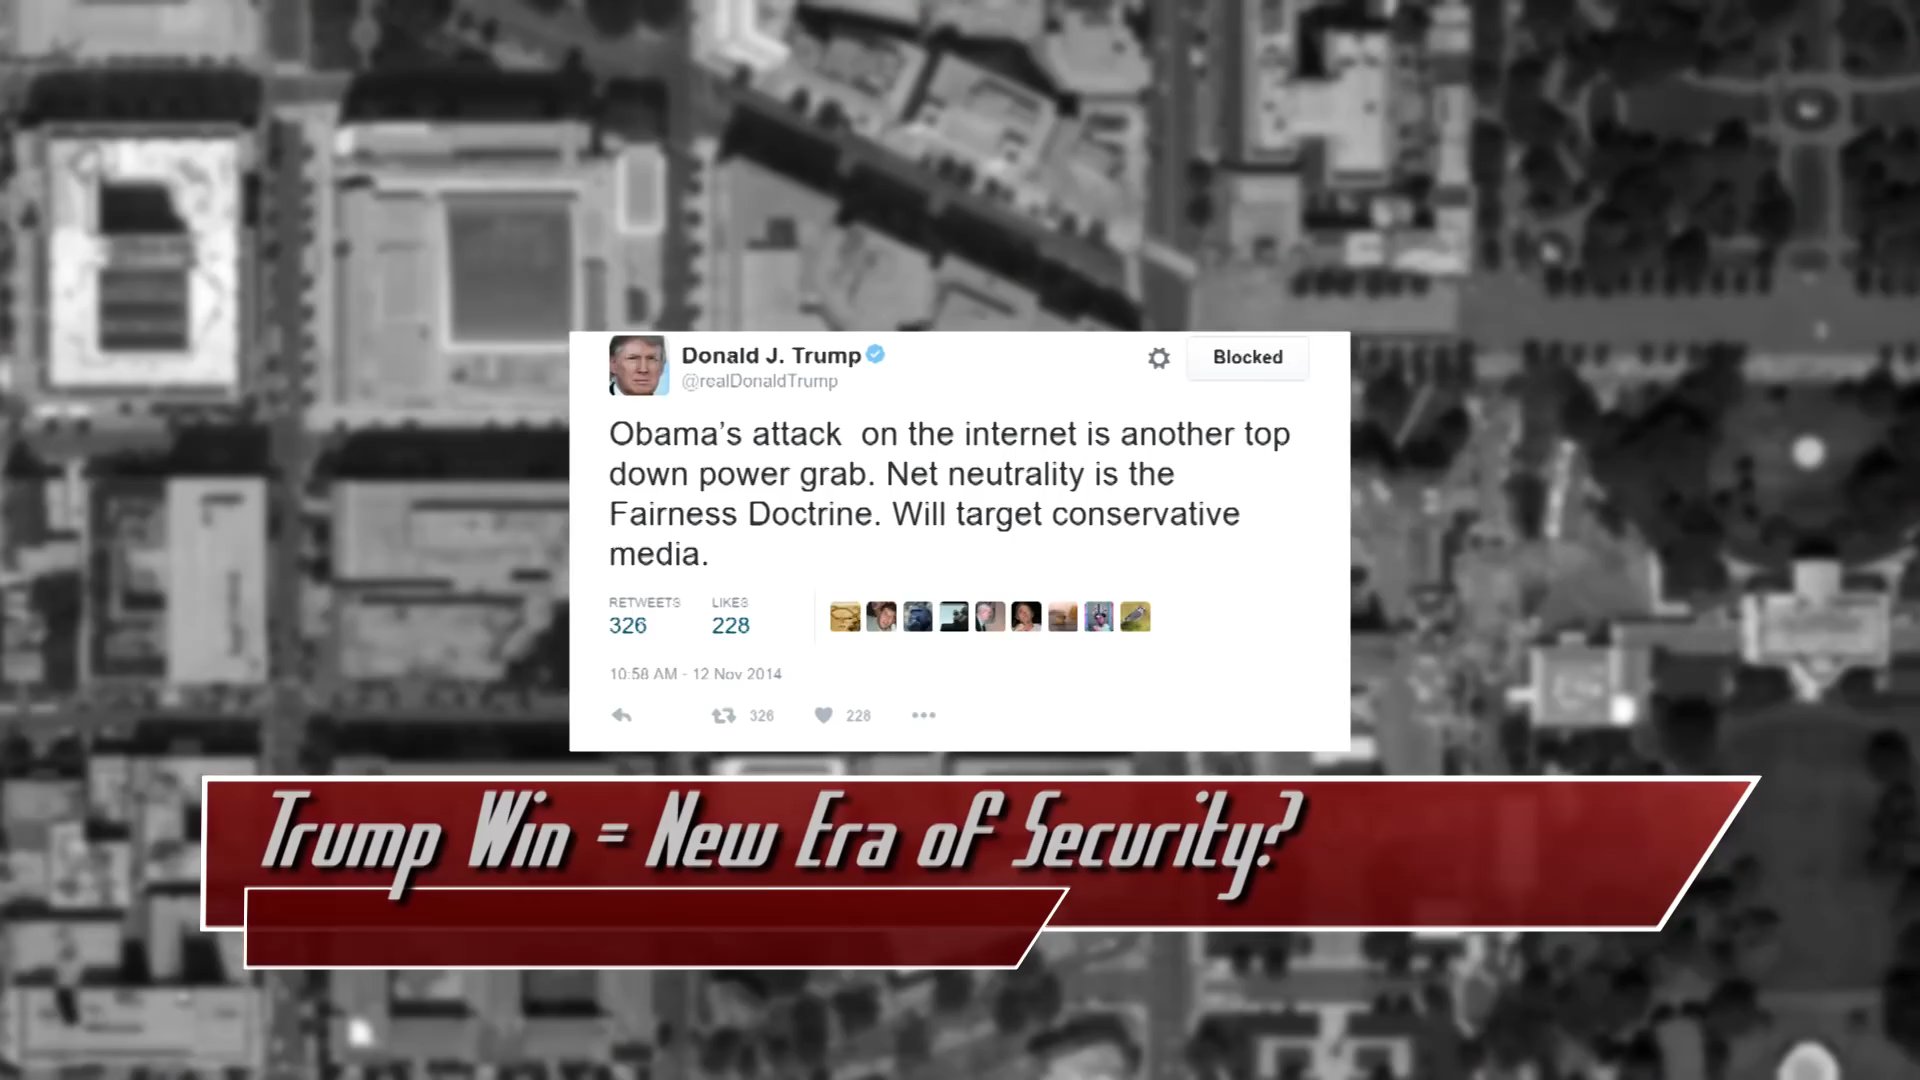 Donald J. Trump
@realDonaldTrump
Blocked
Obama's attack  on the internet is another top
down power grab. Net neutrality is the
Fairness Doctrine. Will target conservative
media.
RETWEETS LIKES
326 228
10:58 AM - 12 Nov 2014
326 228
Trump Win = New Era of Security?